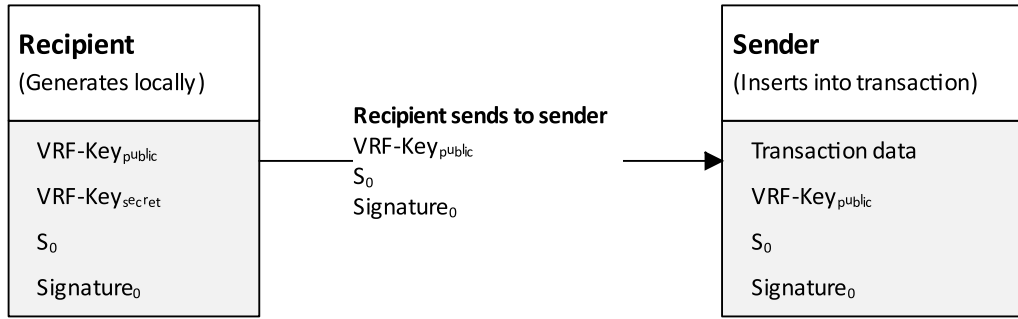 Recipient
(Generates locally)
VRF-Keypublic
VRF-Keysecret
S0
Signature0
Recipient sends to sender
VRF-Keypublic
S0
Signature0
Sender
(Inserts into transaction)
Transaction data
VRF-Keypublic
S0
Signature0